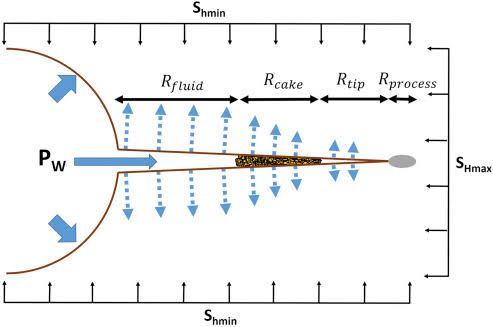 Shmin
Rfluid Rcake Rtip Rprocess
PW
SHmax
Shmin